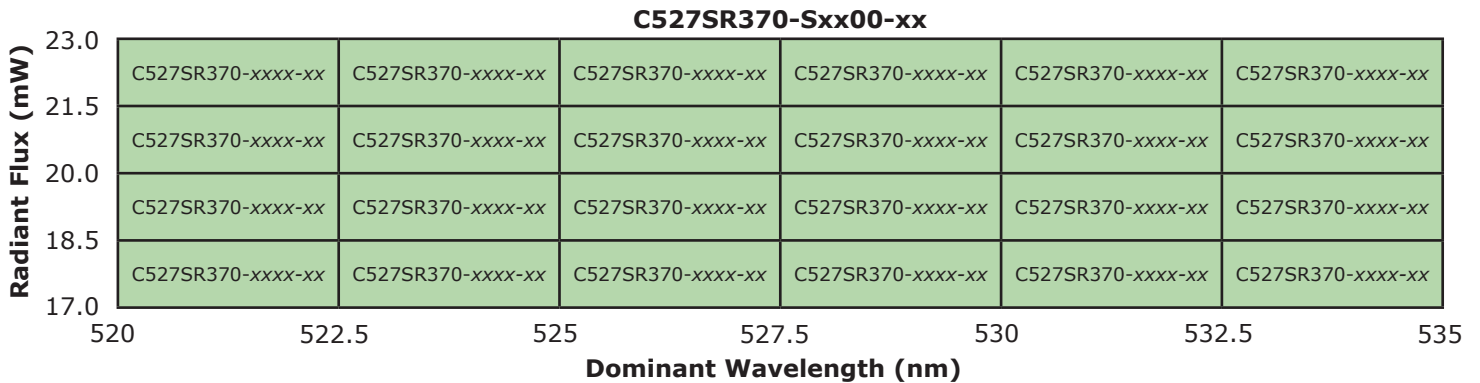 C527SR370-Sxx00-xx
Radiant Flux (mW)
23.0
C527SR370-xxxx-xx C527SR370-xxxx-xx C527SR370-xxxx-xx C527SR370-xxxx-xx C527SR370-xxxx-xx C527SR370-xxxx-xx
21.5
C527SR370-xxxx-xx C527SR370-xxxx-xx C527SR370-xxxx-xx C527SR370-xxxx-xx C527SR370-xxxx-xx C527SR370-xxxx-xx
20.0
C527SR370-xxxx-xx C527SR370-xxxx-xx C527SR370-xxxx-xx C527SR370-xxxx-xx C527SR370-xxxx-xx C527SR370-xxxx-xx
18.5
C527SR370-xxxx-xx C527SR370-xxxx-xx C527SR370-xxxx-xx C527SR370-xxxx-xx C527SR370-xxxx-xx C527SR370-xxxx-xx
17.0
520 522.5 525 527.5 530 532.5 535
Dominant Wavelength (nm)